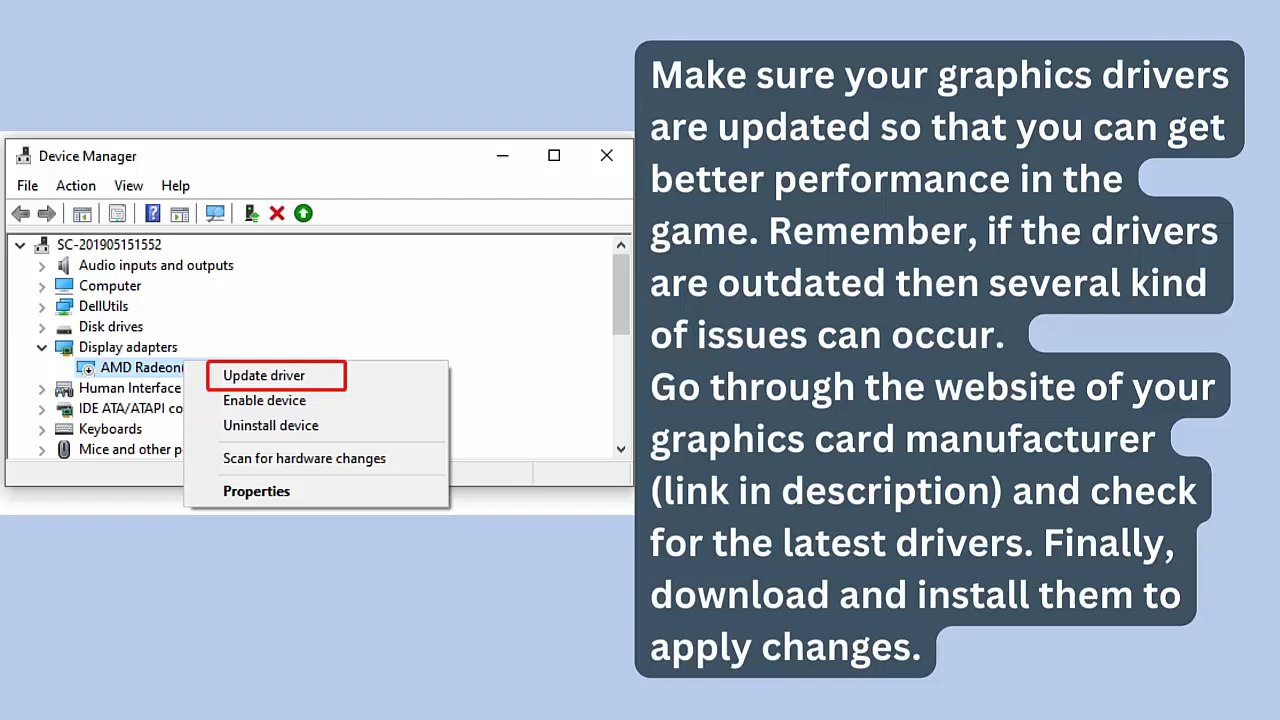 Device Manager
File Action View Help
SC-201905151552
Audio inputs and outputs
Computer
DellUtils
Disk drives
Display adapters
AMD Radeon
Human Interface
IDE ATA/ATAPI co
Keyboards
Mice and other p
Update driver
Enable device
Uninstall device
Scan for hardware changes
Properties
Make sure your graphics drivers
are updated so that you can get
better performance in the
game. Remember, if the drivers
are outdated then several kind
of issues can occur.
Go through the website of your
graphics card manufacturer
(link in description) and check
for the latest drivers. Finally,
download and install them to
apply changes.